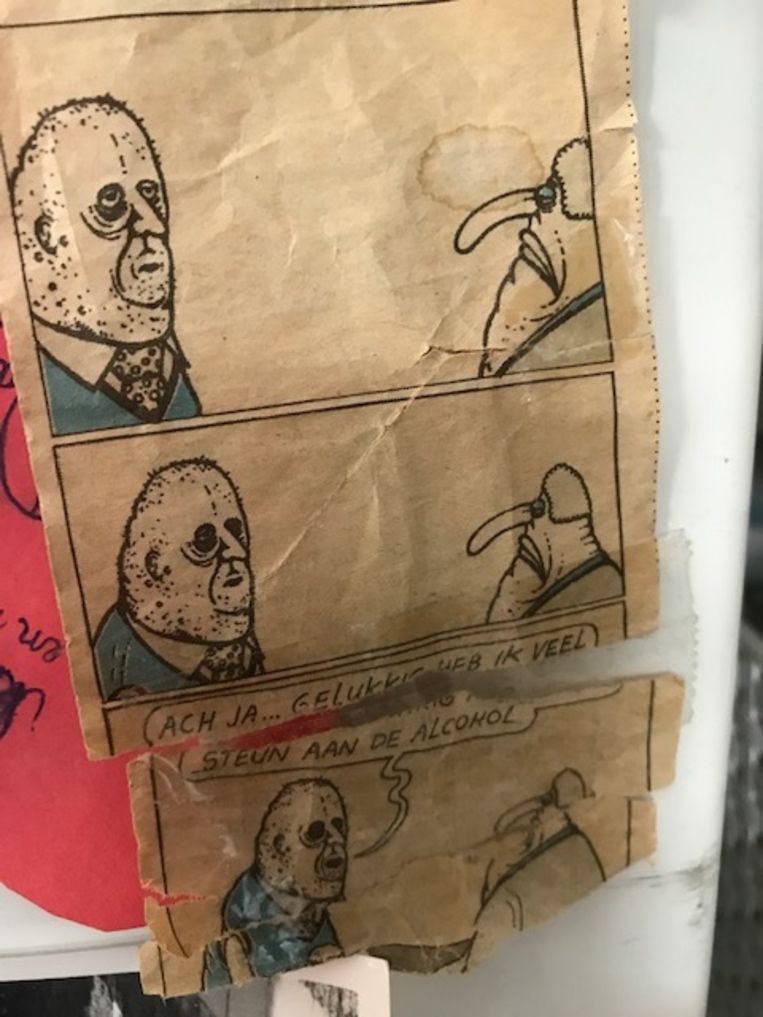 ACH JA... GELUKKIG HEB IK VEEL
STEUN AAN DE ALCOHOL